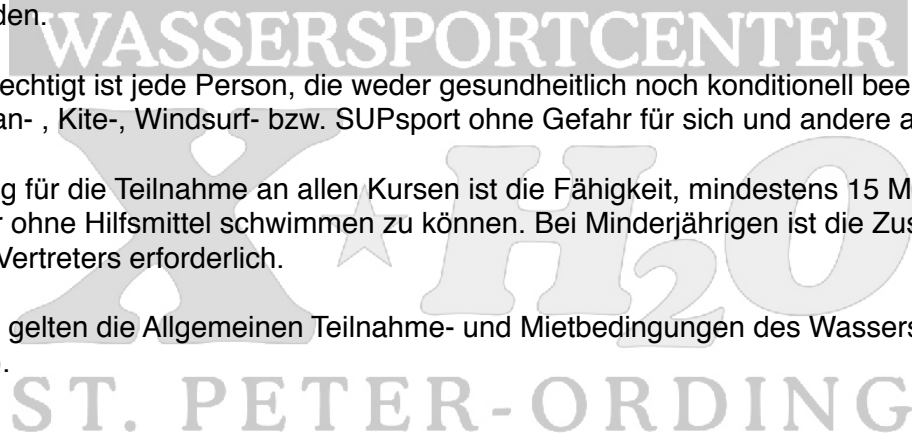 den.
WASSERSPORTCENTER
echtigt ist jede Person, die weder gesundheitlich noch konditionell bee
an- , Kite-, Windsurf- bzw. SUPsport ohne Gefahr für sich und andere a
g für die Teilnahme an allen Kursen ist die Fähigkeit, mindestens 15 M
r ohne Hilfsmittel schwimmen zu können. Bei Minderjährigen ist die Zus
Vertreters erforderlich.
X H2O
gelten die Allgemeinen Teilnahme- und Mietbedingungen des Wassers
).
ST. PETER-ORDING